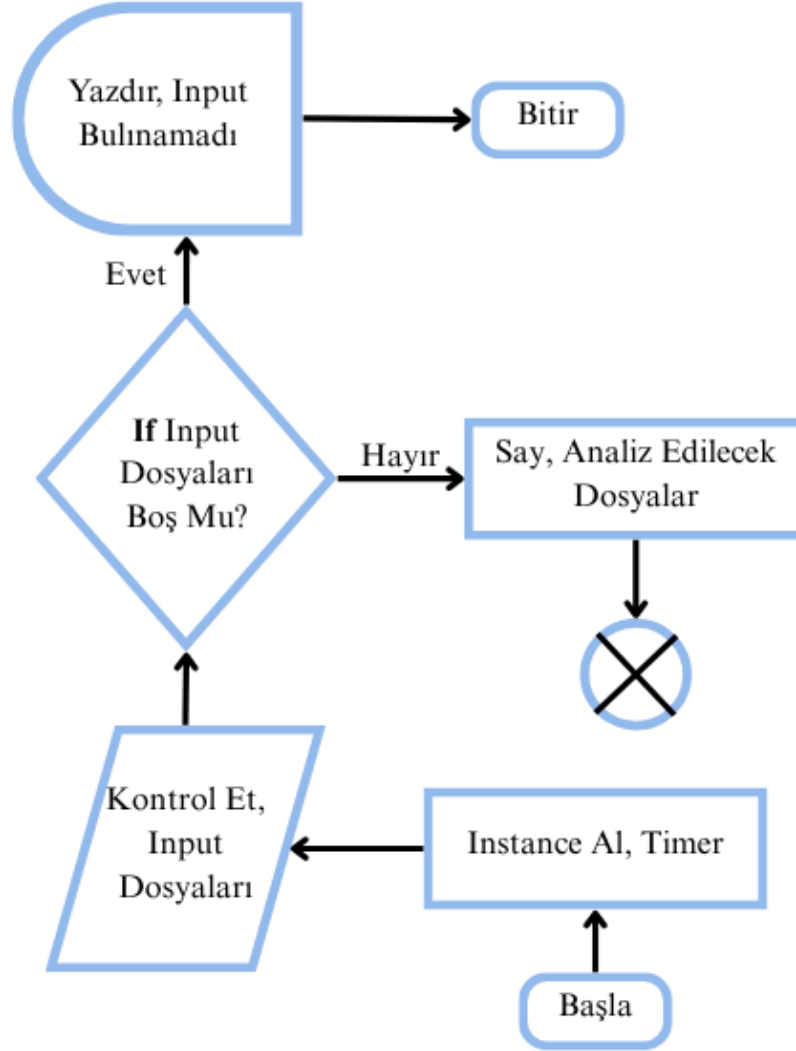 Yazdır, Input
Bulınamadı
Bitir
Evet
If Input
Dosyaları
Boş Mu?
Hayır
Say, Analiz Edilecek
Dosyalar
Kontrol Et,
Input
Dosyaları
Instance Al, Timer
Başla